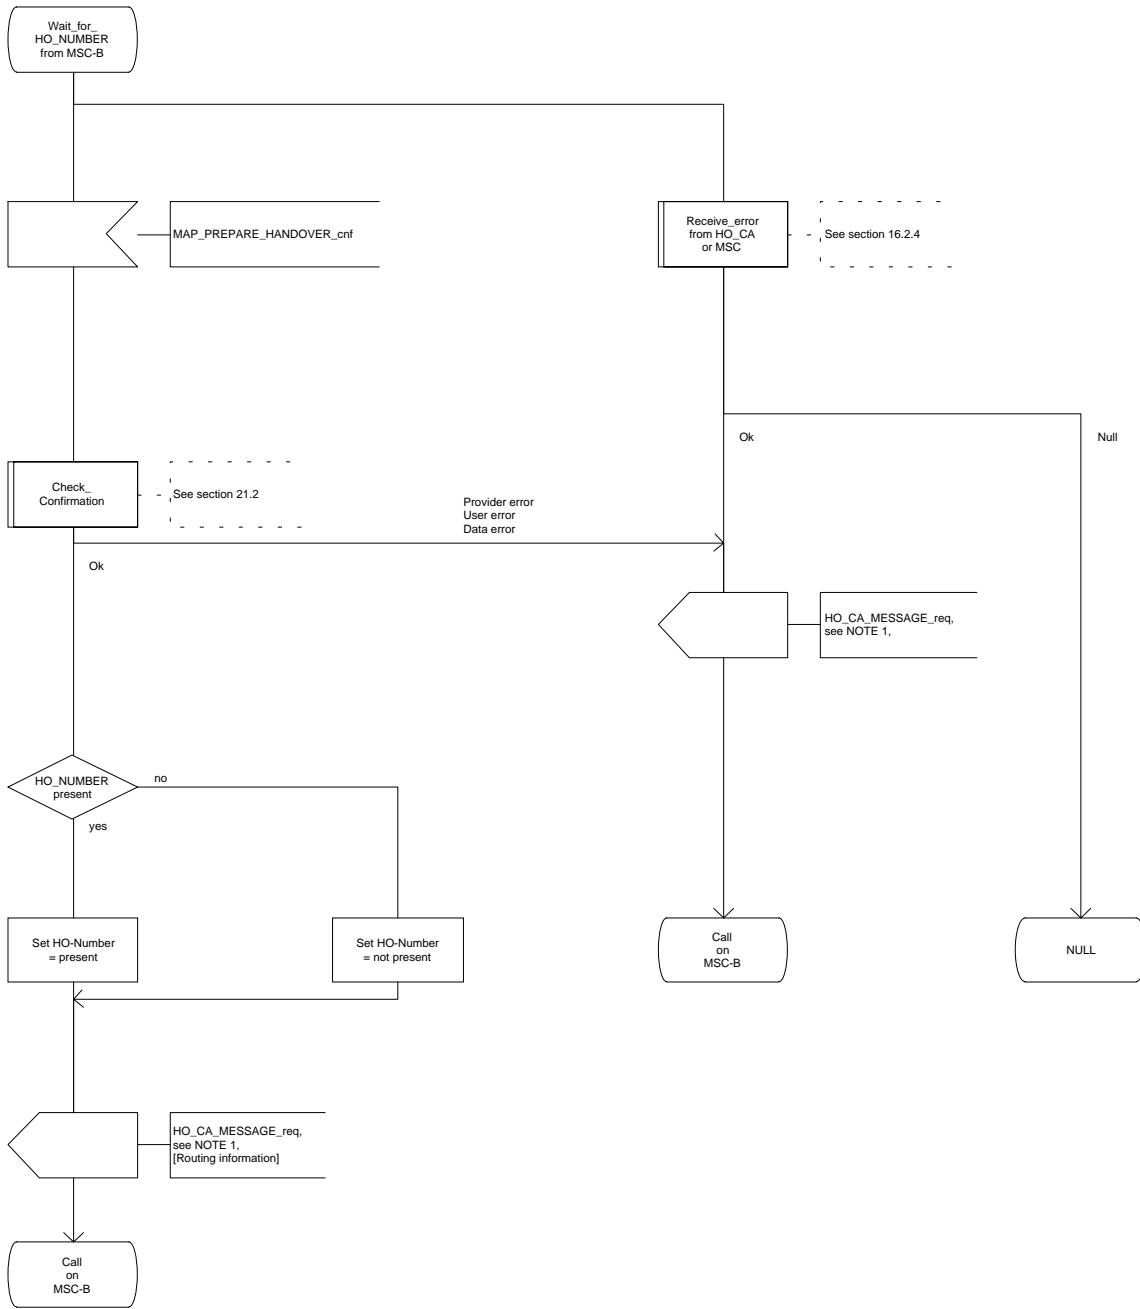 Wait_for_
HO_NUMBER
from MSC-B
MAP_PREPARE_HANDOVER_cnf
Receive_error
from HO_CA
or MSC
See section 16.2.4
Ok
Null
Check_
Confirmation
See section 21.2
Provider error
User error
Data error
Ok
HO_CA_MESSAGE_req,
see NOTE 1,
HO_NUMBER
present
no
yes
Set HO-Number
= present
Set HO-Number
= not present
Call
on
MSC-B
NULL
HO_CA_MESSAGE_req,
see NOTE 1,
[Routing information]
Call
on
MSC-B